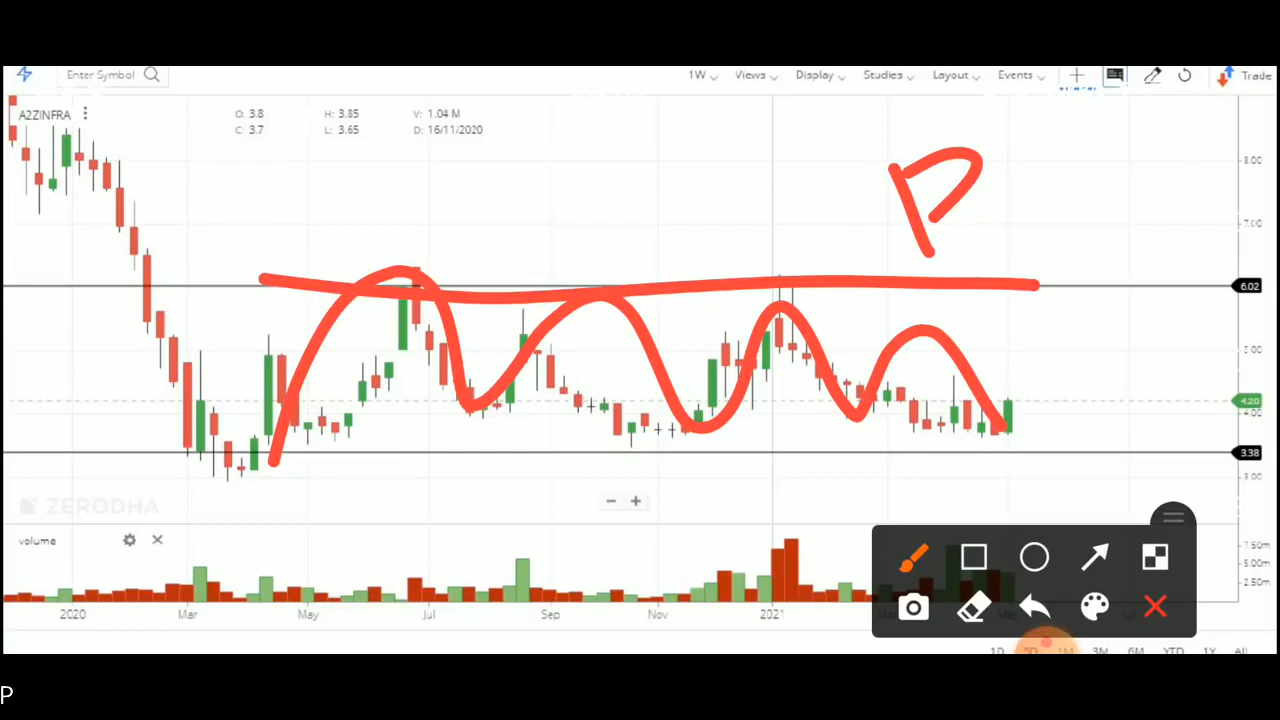 Enter Symbol 1W Views Display Studies Layout Events Trade
A2ZINFRA O: 3.8 H: 3.85 V: 1.04 M
C: 3.7 L: 3.65 D: 16/11/2020
P
8.00
7.00
6.02
5.00
4.20
4.00
3.38
3.00
ZERODHA
volume
7.50m
5.00m
2.50m
2020 Mar May Jul Sep Nov 2021 May Jul
1D 5D 1M 3M 6M YTD 1Y All
P